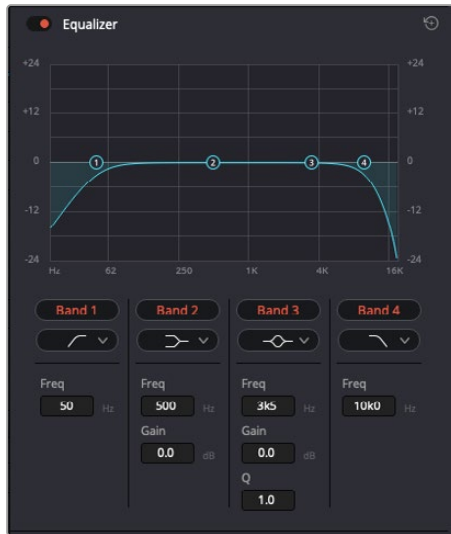 Equalizer
+24 +24
+12 +12
0 1 2 3 4 0
-12 -12
-24 -24
Hz 62 250 1K 4K 16K
Band 1 Band 2 Band 3 Band 4
Freq Freq Freq Freq
50 Hz 500 Hz 3k5 Hz 10k0 Hz
Gain Gain
0.0 dB 0.0 dB
Q
1.0